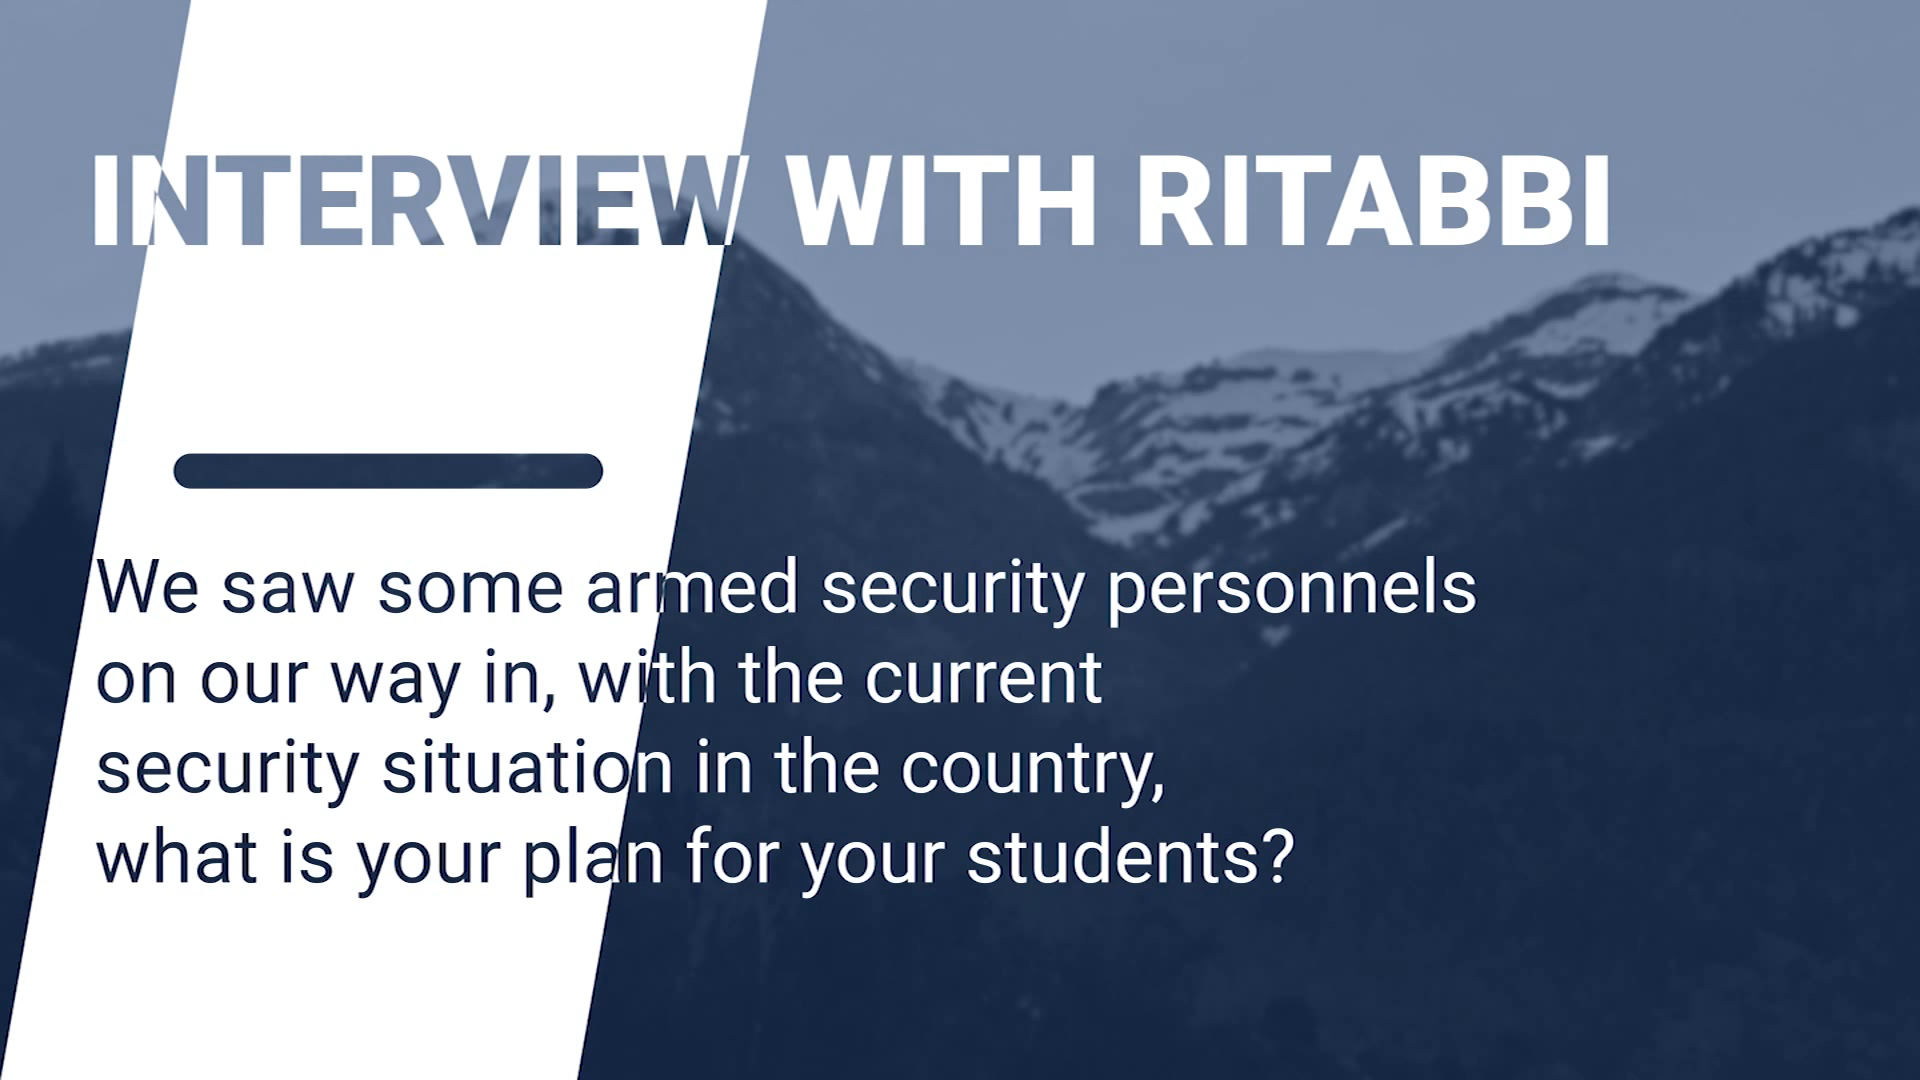 INTERVIEW WITH RITABBI
We saw some armed security personnels
on our way in, with the current
security situation in the country,
what is your plan for your students?